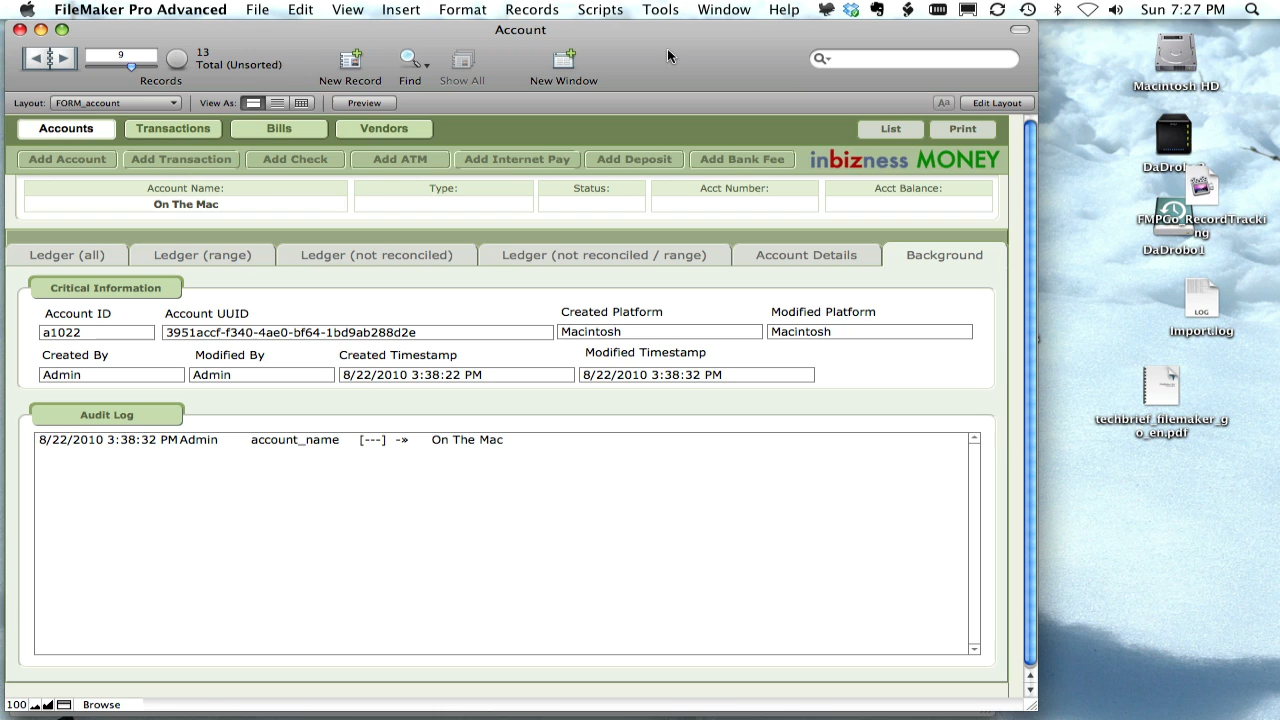 FileMaker Pro Advanced File Edit View Insert Format Records Scripts Tools Window Help Sun 7:27 PM
Account
9
13
Total (Unsorted)
Records
New Record
Find
Show All
New Window
Layout: FORM_account
View As:
Preview
Aa
Edit Layout
Accounts
Transactions
Bills
Vendors
List
Print
Add Account
Add Transaction
Add Check
Add ATM
Add Internet Pay
Add Deposit
Add Bank Fee
inbizness MONEY
Account Name:
Type:
Status:
Acct Number:
Acct Balance:
On The Mac
Ledger (all)
Ledger (range)
Ledger (not reconciled)
Ledger (not reconciled / range)
Account Details
Background
Critical Information
Account ID
Account UUID
Created Platform
Modified Platform
a1022
3951accf-f340-4ae0-bf64-1bd9ab288d2e
Macintosh
Macintosh
Created By
Modified By
Created Timestamp
Modified Timestamp
Admin
Admin
8/22/2010 3:38:22 PM
8/22/2010 3:38:32 PM
Audit Log
8/22/2010 3:38:32 PM Admin account_name [---] -» On The Mac
100
Browse
Macintosh HD
FMPGo_RecordTracki
ng
DaDrobo1
Import.log
techbrief_filemaker_g
o_en.pdf